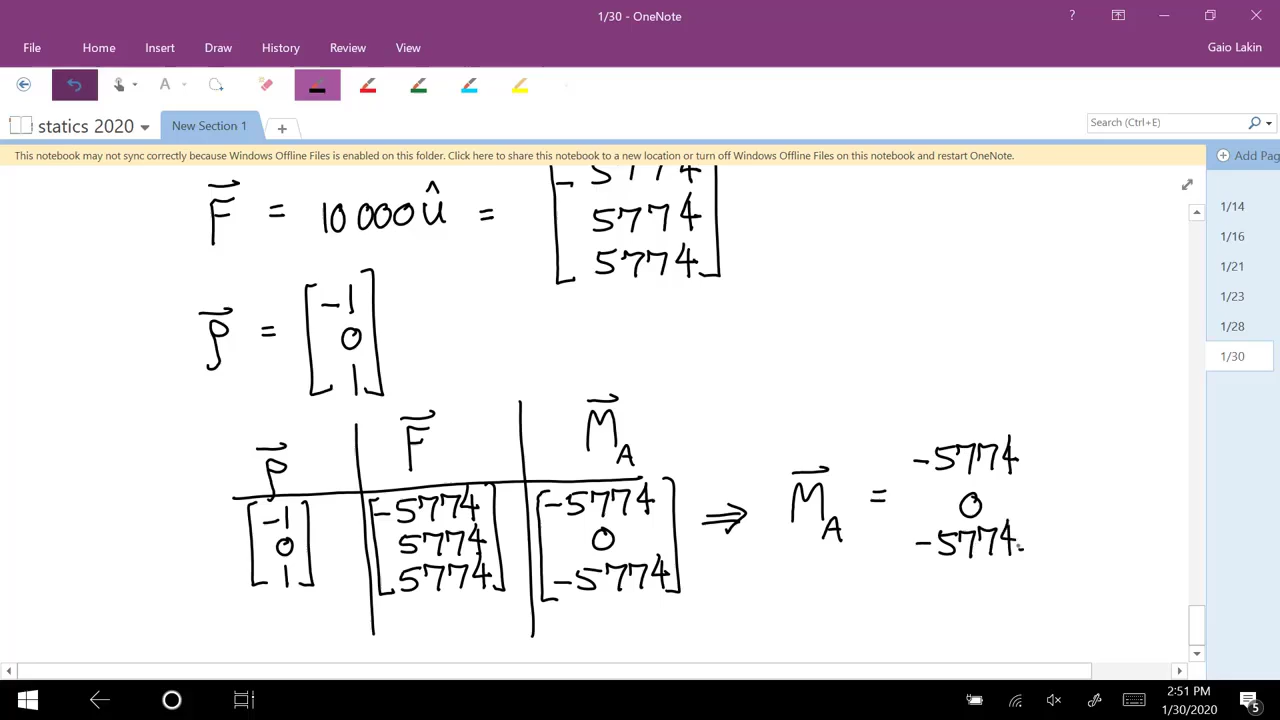 1/30 - OneNote
?
File Home Insert Draw History Review View Gaio Lakin
A
statics 2020 New Section 1 + Search (Ctrl+E)
This notebook may not sync correctly because Windows Offline Files is enabled on this folder. Click here to share this notebook to a new location or turn off Windows Offline Files on this notebook and restart OneNote.
Add Pag
1/14
1/16
1/21
1/23
1/28
1/30
-5774
F = 10 000 û = 5774
5774
-1
ρ = 0
1
ρ F M_A
-1 -5774 -5774 -5774
0 5774 0 ⇒ M_A = 0
1 5774 -5774 -5774
2:51 PM
1/30/2020
5